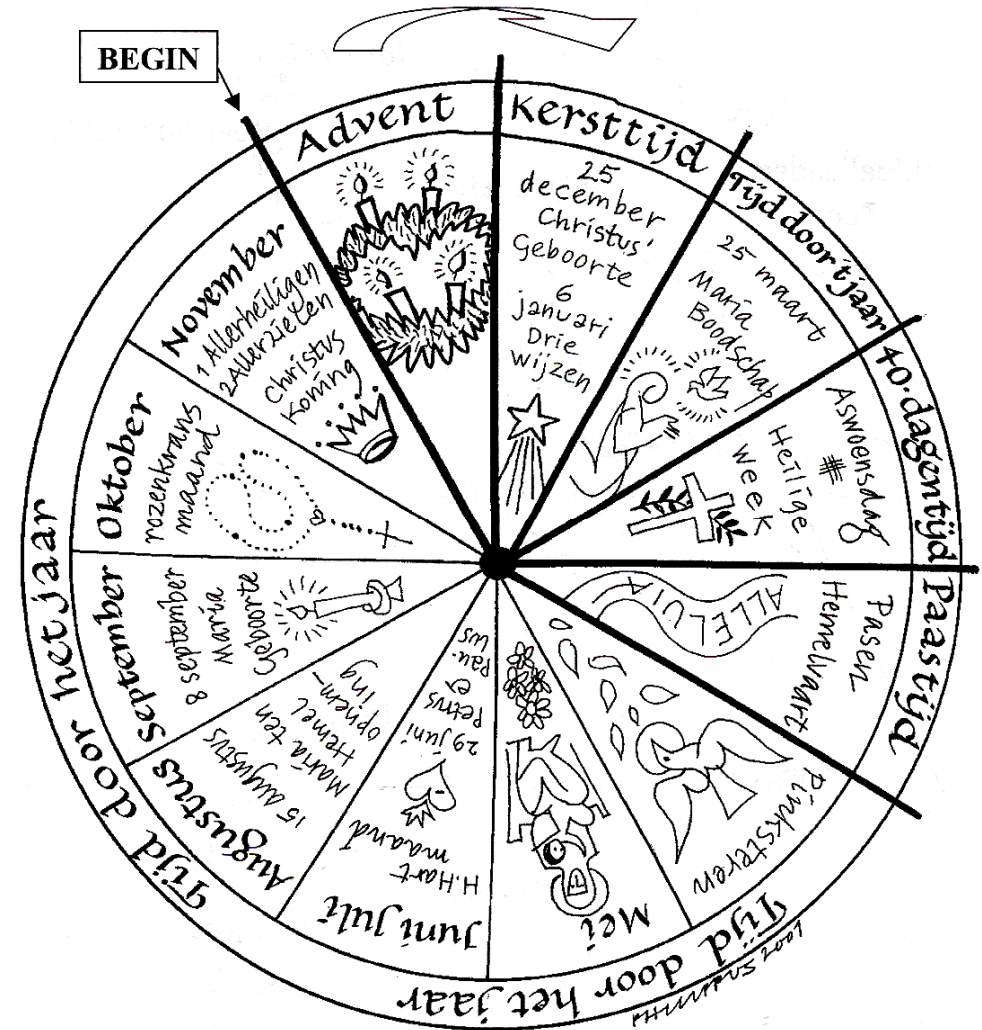 BEGIN
Advent
Kersttijd
25
december
Christus'
Geboorte
6
januari
Drie
wijzen
Tijd door 't jaar
25 maart
Maria
Boodschap
40-dagentijd
Aswoensdag
Heilige
week
Paastijd
Pasen
Hemelvaart
ALLELUIA
Tijd door het jaar
Pinksteren
Mei
Juni juli
H.Hart
maand
29 juni
Petrus
en
Pau-
lus
Augustus
15 augustus
Maria ten
Hemel
opnem-
ing
Tijd door het jaar
September
8 september
Maria
Geboorte
Oktober
rozenkrans
maand
November
1 Allerheiligen
2 Allerzielen
Christus
Koning